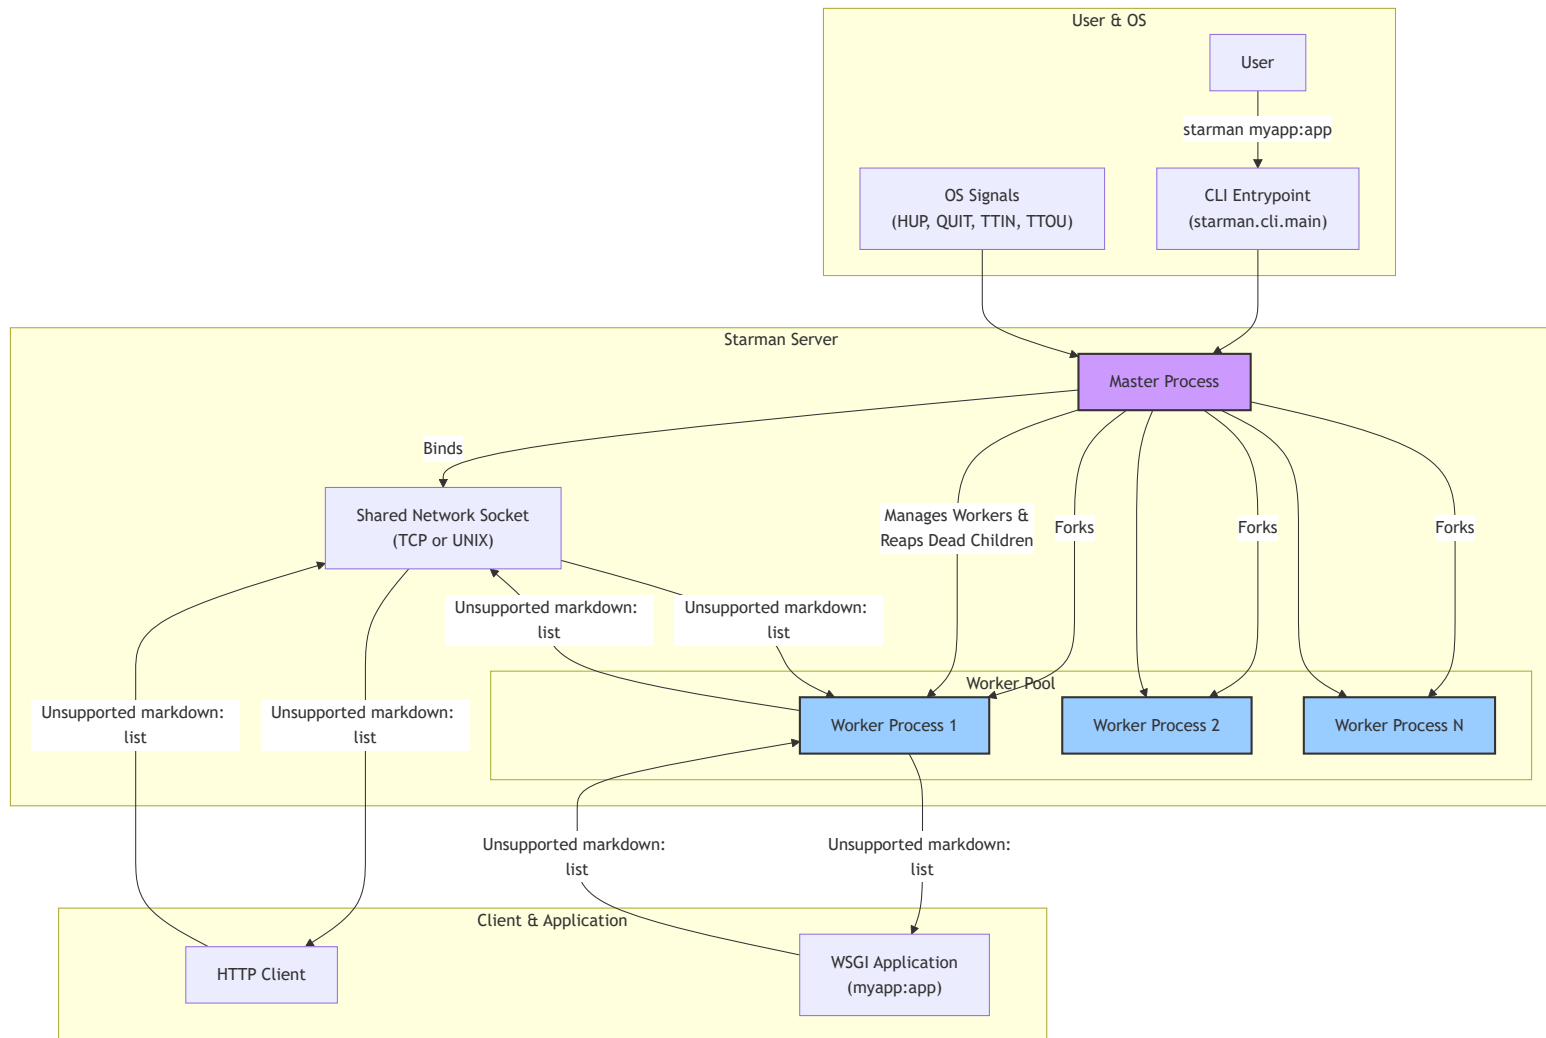 User & OS
User
starman myapp:app
OS Signals
(HUP, QUIT, TTIN, TTOU)
CLI Entrypoint
(starman.cli.main)
Starman Server
Master Process
Binds
Shared Network Socket
(TCP or UNIX)
Manages Workers &
Reaps Dead Children
Forks
Forks
Forks
Unsupported markdown:
list
Unsupported markdown:
list
Worker Pool
Unsupported markdown:
list
Unsupported markdown:
list
Worker Process 1
Worker Process 2
Worker Process N
Unsupported markdown:
list
Unsupported markdown:
list
Client & Application
HTTP Client
WSGI Application
(myapp:app)